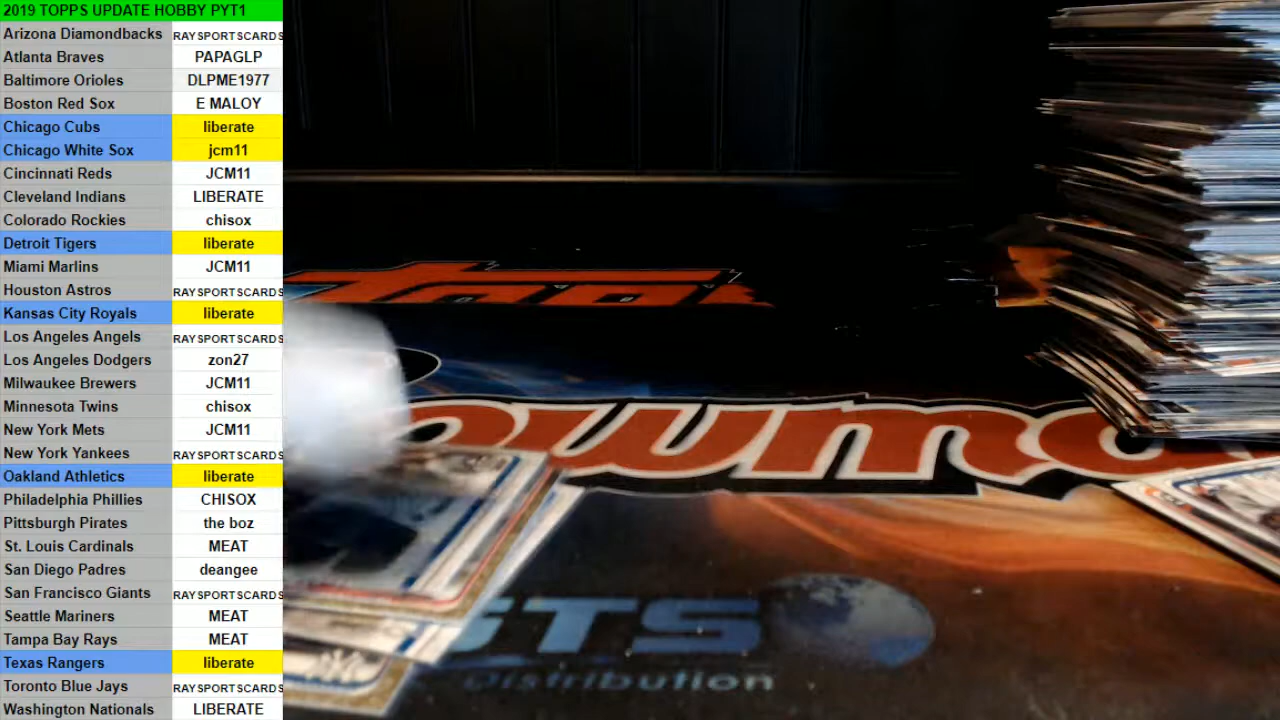 2019 TOPPS UPDATE HOBBY PYT1
Arizona Diamondbacks RAYSPORTSCARDS
Atlanta Braves PAPAGLP
Baltimore Orioles DLPME1977
Boston Red Sox E MALOY
Chicago Cubs liberate
Chicago White Sox jcm11
Cincinnati Reds JCM11
Cleveland Indians LIBERATE
Colorado Rockies chisox
Detroit Tigers liberate
Miami Marlins JCM11
Houston Astros RAYSPORTSCARDS
Kansas City Royals liberate
Los Angeles Angels RAYSPORTSCARDS
Los Angeles Dodgers zon27
Milwaukee Brewers JCM11
Minnesota Twins chisox
New York Mets JCM11
New York Yankees RAYSPORTSCARDS
Oakland Athletics liberate
Philadelphia Phillies CHISOX
Pittsburgh Pirates the boz
St. Louis Cardinals MEAT
San Diego Padres deangee
San Francisco Giants RAYSPORTSCARDS
Seattle Mariners MEAT
Tampa Bay Rays MEAT
Texas Rangers liberate
Toronto Blue Jays RAYSPORTSCARDS
Washington Nationals LIBERATE
owma
GTS
Distribution